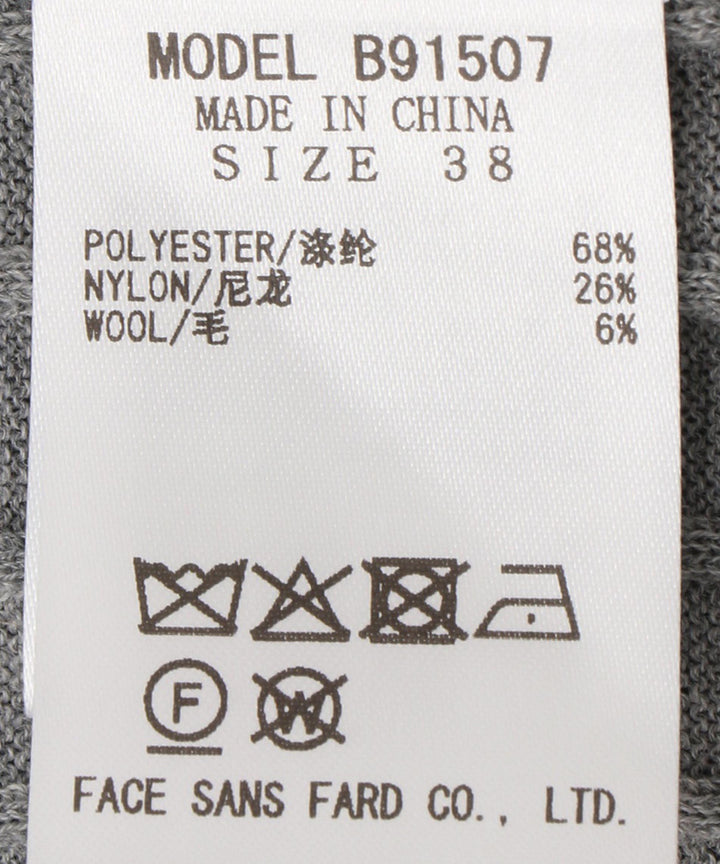 MODEL B91507
MADE IN CHINA
SIZE 38
POLYESTER/涤纶 68%
NYLON/尼龙 26%
WOOL/毛 6%
F W
FACE SANS FARD CO., LTD.